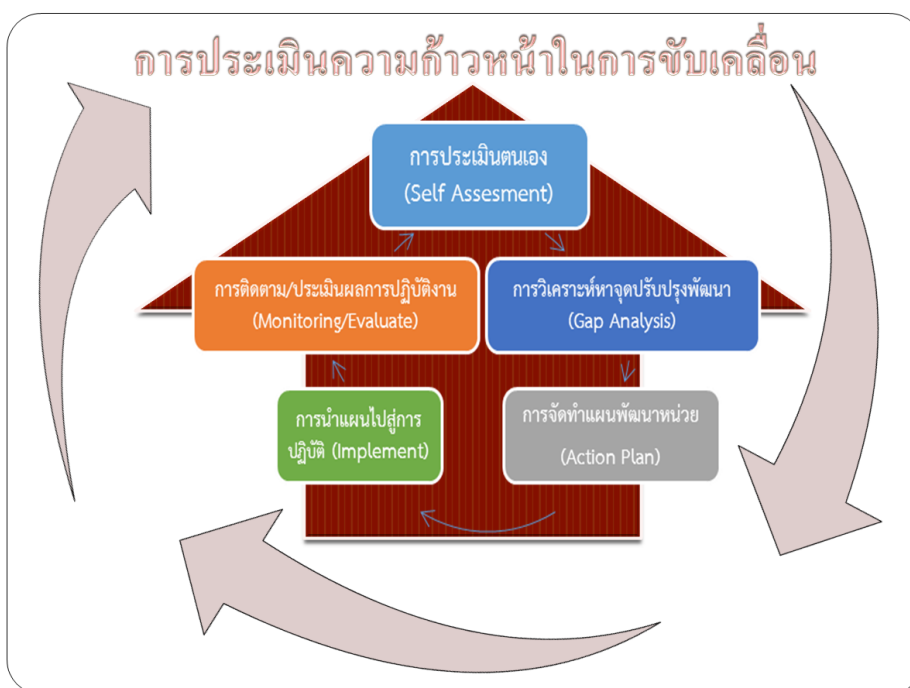 การประเมินความก้าวหน้าในการขับเคลื่อน
การประเมินตนเอง
(Self Assesment)
การติดตาม/ประเมินผลการปฏิบัติงาน
(Monitoring/Evaluate)
การวิเคราะห์หาจุดปรับปรุงพัฒนา
(Gap Analysis)
การนำแผนไปสู่การ
ปฏิบัติ (Implement)
การจัดทำแผนพัฒนาหน่วย
(Action Plan)